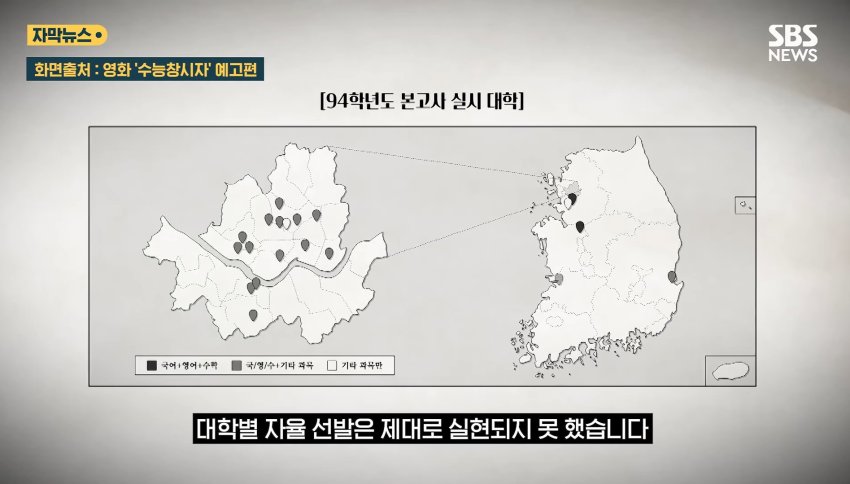 자막뉴스
SBS
NEWS
화면출처 : 영화 '수능창시자' 예고편
[94학년도 본고사 실시 대학]
국어+영어+수학
국/영/수+기타 과목
기타 과목만
대학별 자율 선발은 제대로 실현되지 못 했습니다